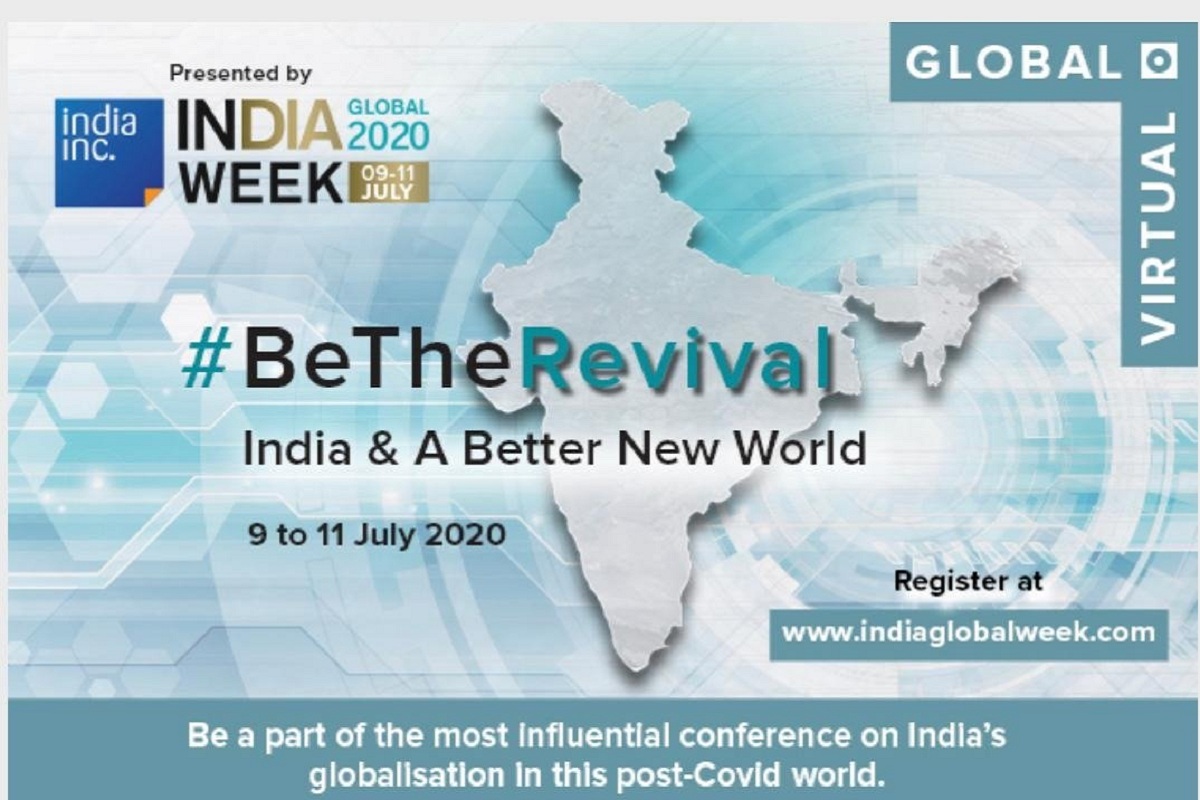 Presented by
india
inc.
INDIA
WEEK
GLOBAL
2020
09-11
JULY
GLOBAL
VIRTUAL
#BeTheRevival
India & A Better New World
9 to 11 July 2020
Register at
www.indiaglobalweek.com
Be a part of the most influential conference on India's
globalisation in this post-Covid world.